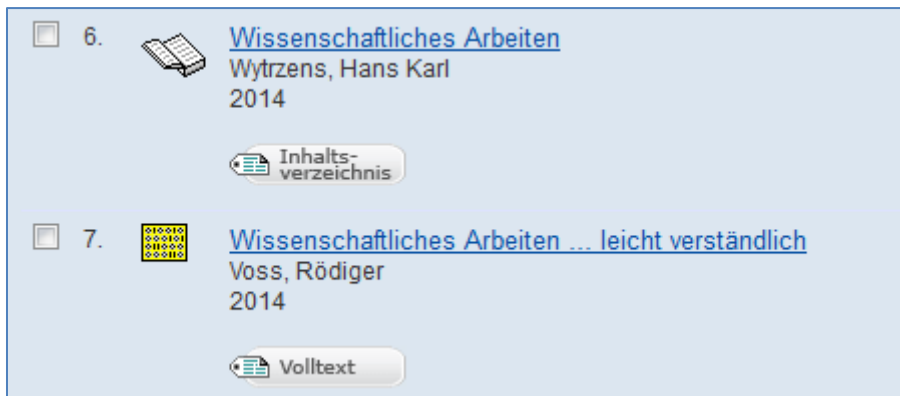 6.
Wissenschaftliches Arbeiten
Wytrzens, Hans Karl
2014
Inhalts-
verzeichnis
7.
Wissenschaftliches Arbeiten ... leicht verständlich
Voss, Rödiger
2014
Volltext